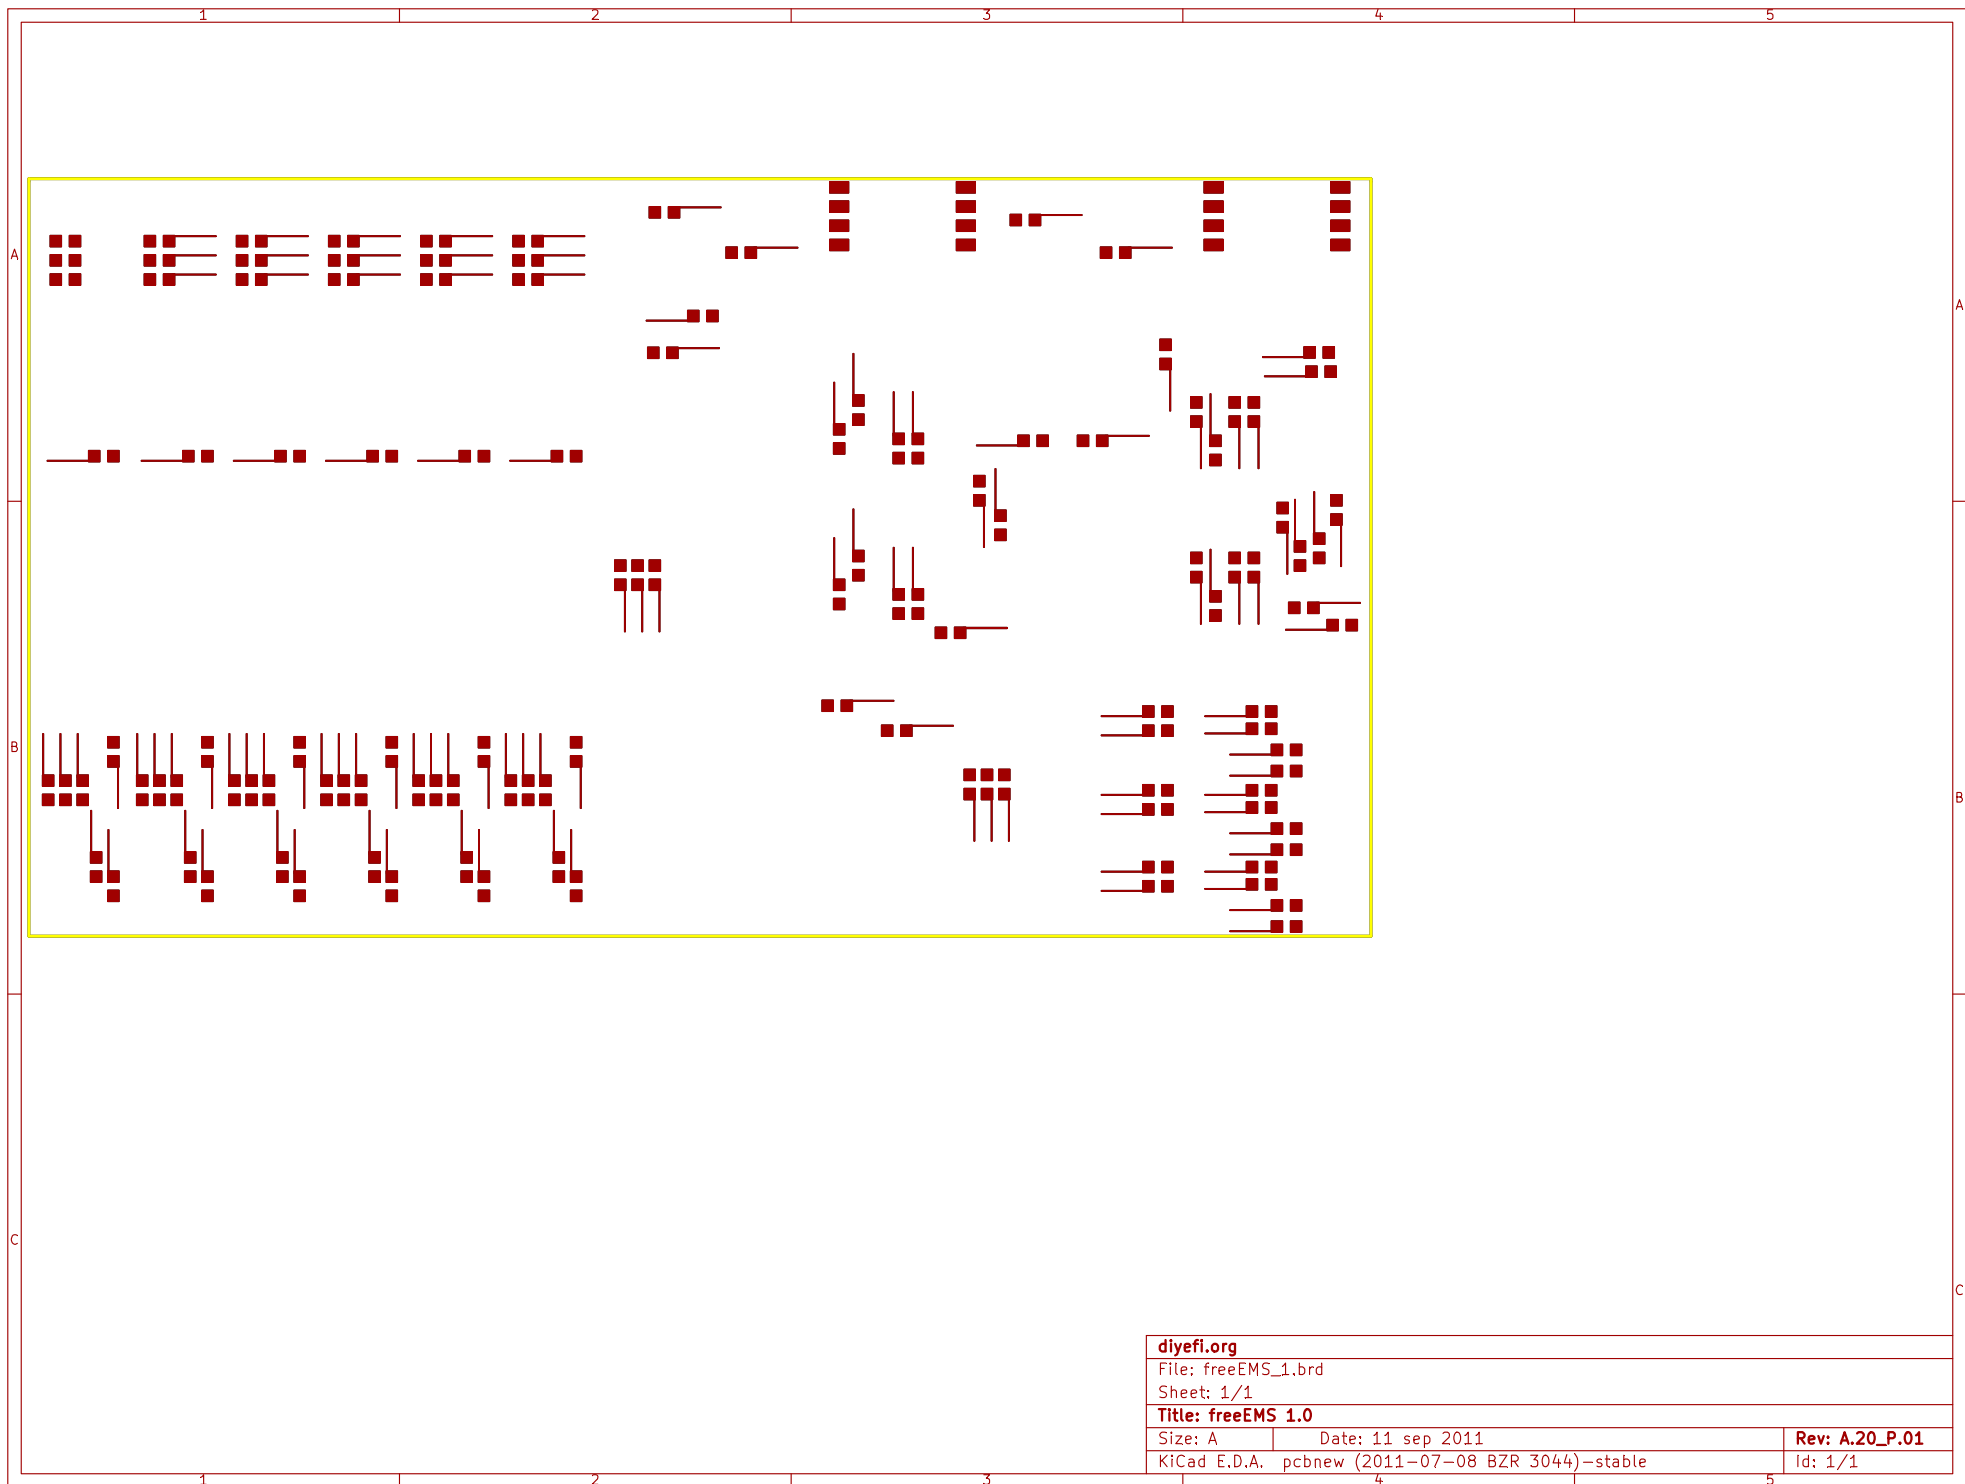 1 2 3 4 5
A A
B B
C C
diyefi.org
File: freeEMS_1.brd
Sheet: 1/1
Title: freeEMS 1.0
Size: A Date: 11 sep 2011 Rev: A.20_P.01
KiCad E.D.A. pcbnew (2011-07-08 BZR 3044)-stable Id: 1/1
1 2 3 4 5